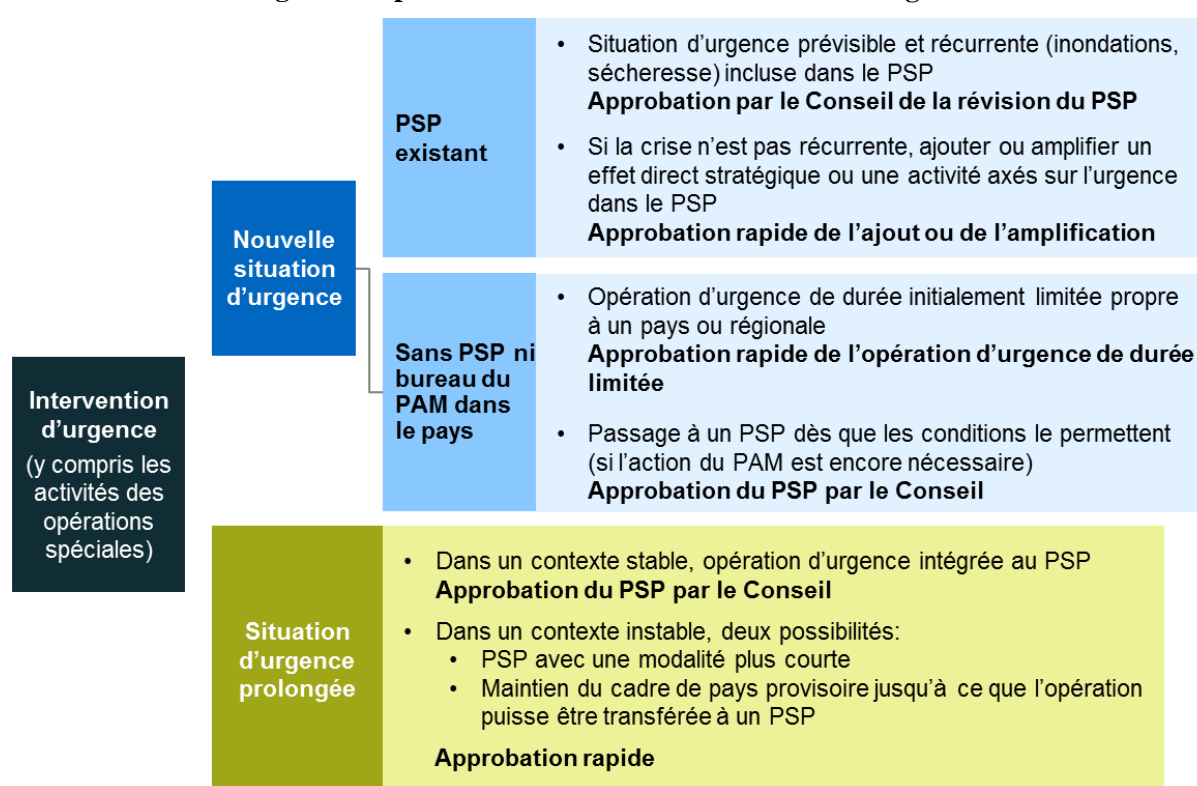 Intervention
d'urgence
(y compris les
activités des
opérations
spéciales)
Nouvelle
situation
d'urgence
PSP
existant
• Situation d'urgence prévisible et récurrente (inondations,
sécheresse) incluse dans le PSP
Approbation par le Conseil de la révision du PSP
• Si la crise n'est pas récurrente, ajouter ou amplifier un
effet direct stratégique ou une activité axés sur l'urgence
dans le PSP
Approbation rapide de l'ajout ou de l'amplification
Sans PSP ni
bureau du
PAM dans
le pays
• Opération d'urgence de durée initialement limitée propre
à un pays ou régionale
Approbation rapide de l'opération d'urgence de durée
limitée
• Passage à un PSP dès que les conditions le permettent
(si l'action du PAM est encore nécessaire)
Approbation du PSP par le Conseil
Situation
d'urgence
prolongée
• Dans un contexte stable, opération d'urgence intégrée au PSP
Approbation du PSP par le Conseil
• Dans un contexte instable, deux possibilités:
• PSP avec une modalité plus courte
• Maintien du cadre de pays provisoire jusqu'à ce que l'opération
puisse être transférée à un PSP
Approbation rapide